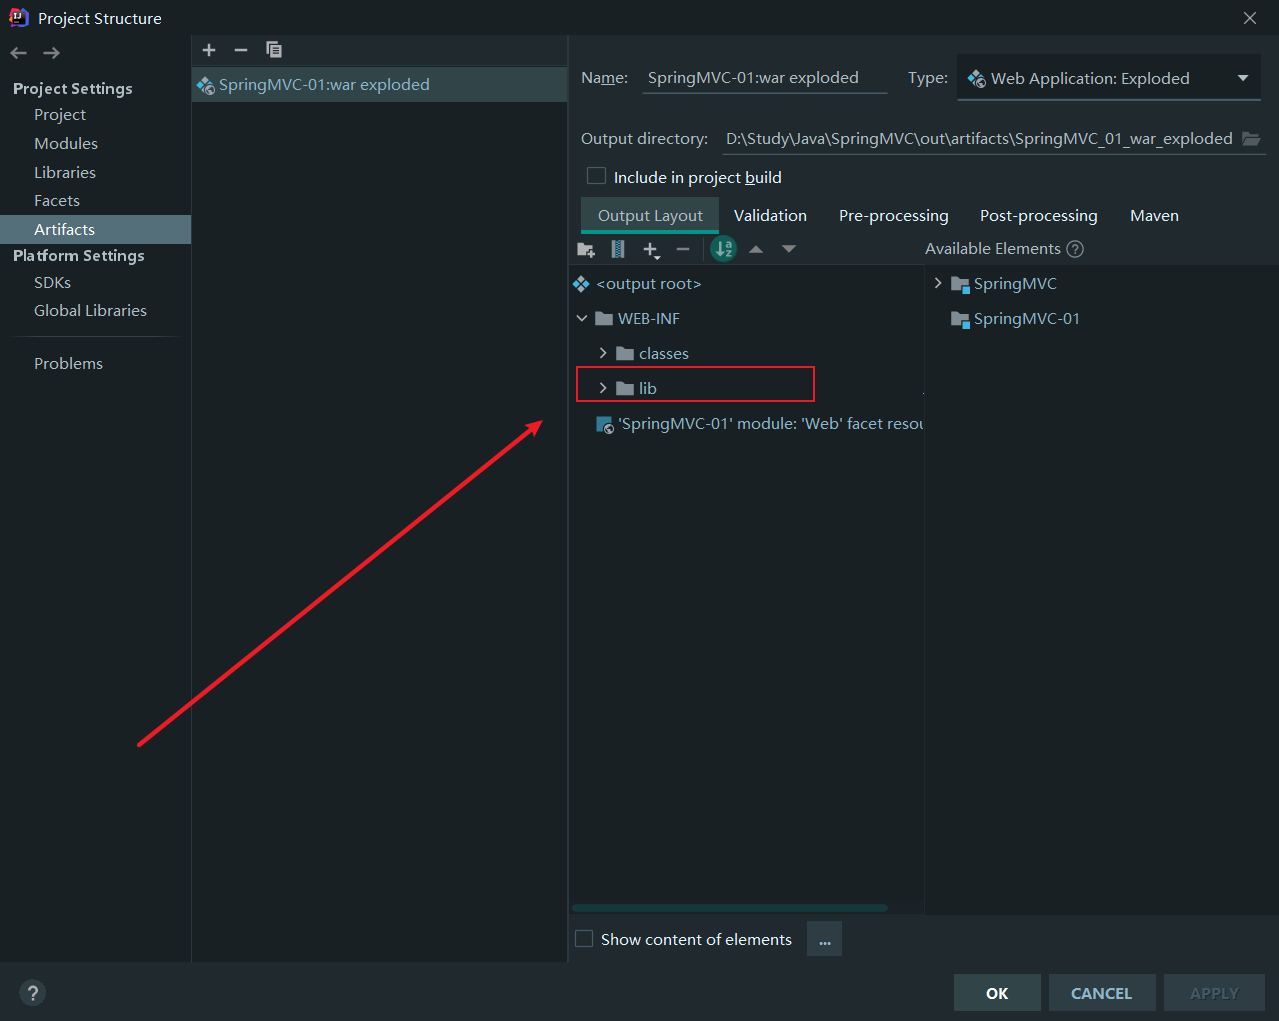 Project Structure
Project Settings
Project
Modules
Libraries
Facets
Artifacts
Platform Settings
SDKs
Global Libraries
Problems
SpringMVC-01:war exploded
Name: SpringMVC-01:war exploded Type: Web Application: Exploded
Output directory: D:\Study\Java\SpringMVC\out\artifacts\SpringMVC_01_war_exploded
Include in project build
Output Layout Validation Pre-processing Post-processing Maven
Available Elements ?
<output root>
WEB-INF
classes
lib
'SpringMVC-01' module: 'Web' facet resou
SpringMVC
SpringMVC-01
Show content of elements ...
? OK CANCEL APPLY